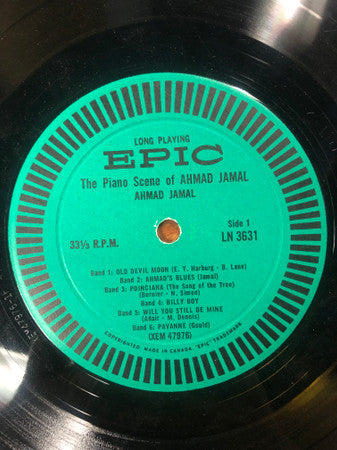 LONG PLAYING
EPIC
The Piano Scene of AHMAD JAMAL
AHMAD JAMAL
33⅓ R.P.M.
Side 1
LN 3631
Band 1: OLD DEVIL MOON (E. Y. Harburg - B. Lane)
Band 2: AHMAD'S BLUES (Jamal)
Band 3: POINCIANA (The Song of the Tree)
(Bernier - N. Simon)
Band 4: BILLY BOY
Band 5: WILL YOU STILL BE MINE
(Adair - M. Dennis)
Band 6: PAVANNE (Gould)
(XEM 47976)
COPYRIGHTED. MADE IN CANADA. EPIC TRADEMARK.